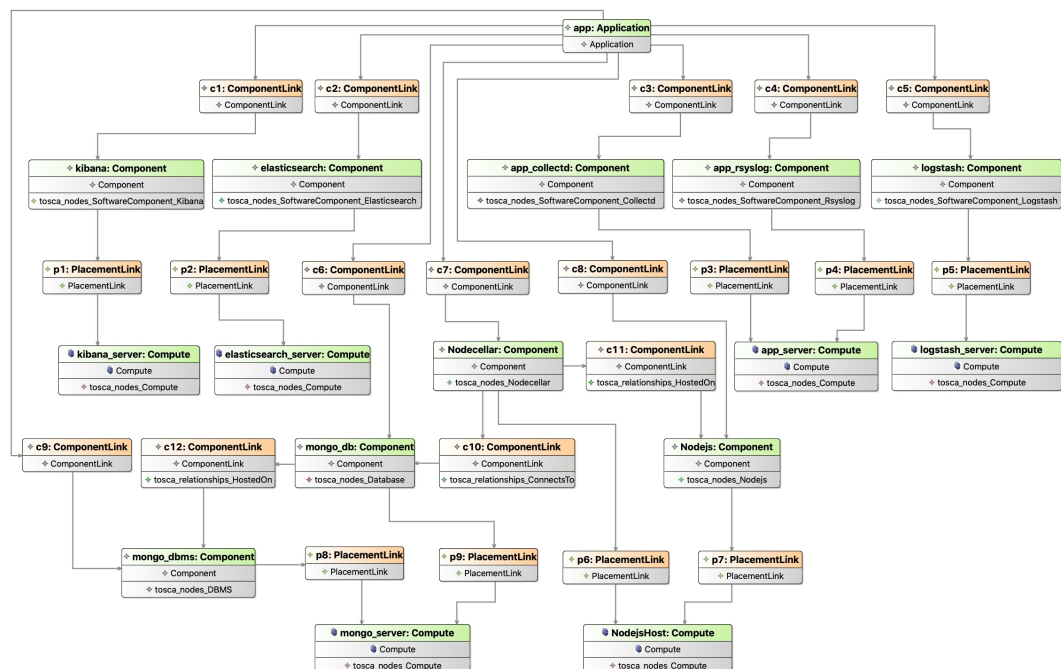 app: Application
Application
c1: ComponentLink
ComponentLink
c2: ComponentLink
ComponentLink
c3: ComponentLink
ComponentLink
c4: ComponentLink
ComponentLink
c5: ComponentLink
ComponentLink
kibana: Component
Component
tosca_nodes_SoftwareComponent_Kibana
elasticsearch: Component
Component
tosca_nodes_SoftwareComponent_Elasticsearch
app_collectd: Component
Component
tosca_nodes_SoftwareComponent_Collectd
app_rsyslog: Component
Component
tosca_nodes_SoftwareComponent_Rsyslog
logstash: Component
Component
tosca_nodes_SoftwareComponent_Logstash
p1: PlacementLink
PlacementLink
p2: PlacementLink
PlacementLink
c6: ComponentLink
ComponentLink
c7: ComponentLink
ComponentLink
c8: ComponentLink
ComponentLink
p3: PlacementLink
PlacementLink
p4: PlacementLink
PlacementLink
p5: PlacementLink
PlacementLink
kibana_server: Compute
Compute
tosca_nodes_Compute
elasticsearch_server: Compute
Compute
tosca_nodes_Compute
Nodecellar: Component
Component
tosca_nodes_Nodecellar
c11: ComponentLink
ComponentLink
tosca_relationships_HostedOn
app_server: Compute
Compute
tosca_nodes_Compute
logstash_server: Compute
Compute
tosca_nodes_Compute
c9: ComponentLink
ComponentLink
c12: ComponentLink
ComponentLink
tosca_relationships_HostedOn
mongo_db: Component
Component
tosca_nodes_Database
c10: ComponentLink
ComponentLink
tosca_relationships_ConnectsTo
Nodejs: Component
Component
tosca_nodes_Nodejs
mongo_dbms: Component
Component
tosca_nodes_DBMS
p8: PlacementLink
PlacementLink
p9: PlacementLink
PlacementLink
p6: PlacementLink
PlacementLink
p7: PlacementLink
PlacementLink
mongo_server: Compute
Compute
tosca_nodes_Compute
NodejsHost: Compute
Compute
tosca_nodes_Compute